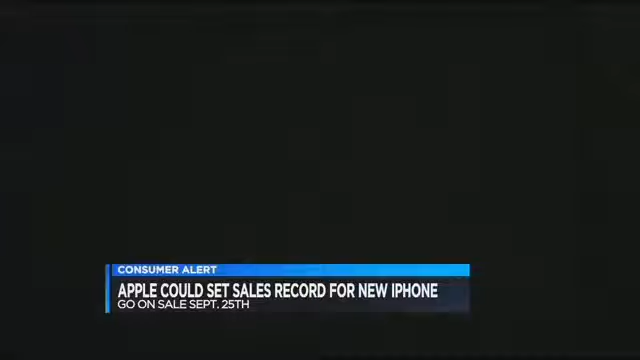 CONSUMER ALERT
APPLE COULD SET SALES RECORD FOR NEW IPHONE
GO ON SALE SEPT. 25TH